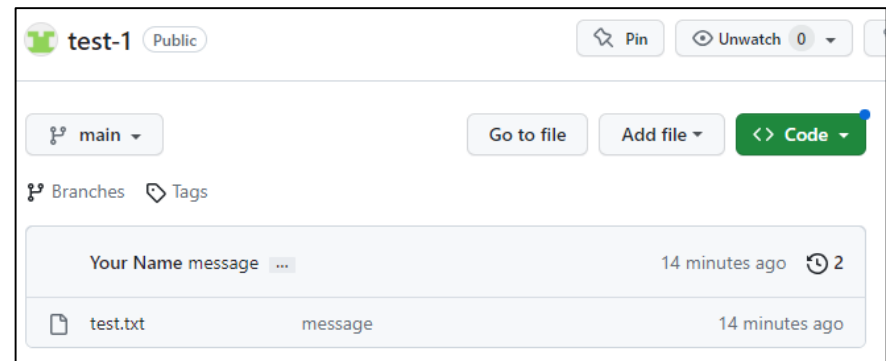 test-1 Public Pin Unwatch 0
main Go to file Add file <> Code
Branches Tags
Your Name message ... 14 minutes ago 2
test.txt message 14 minutes ago